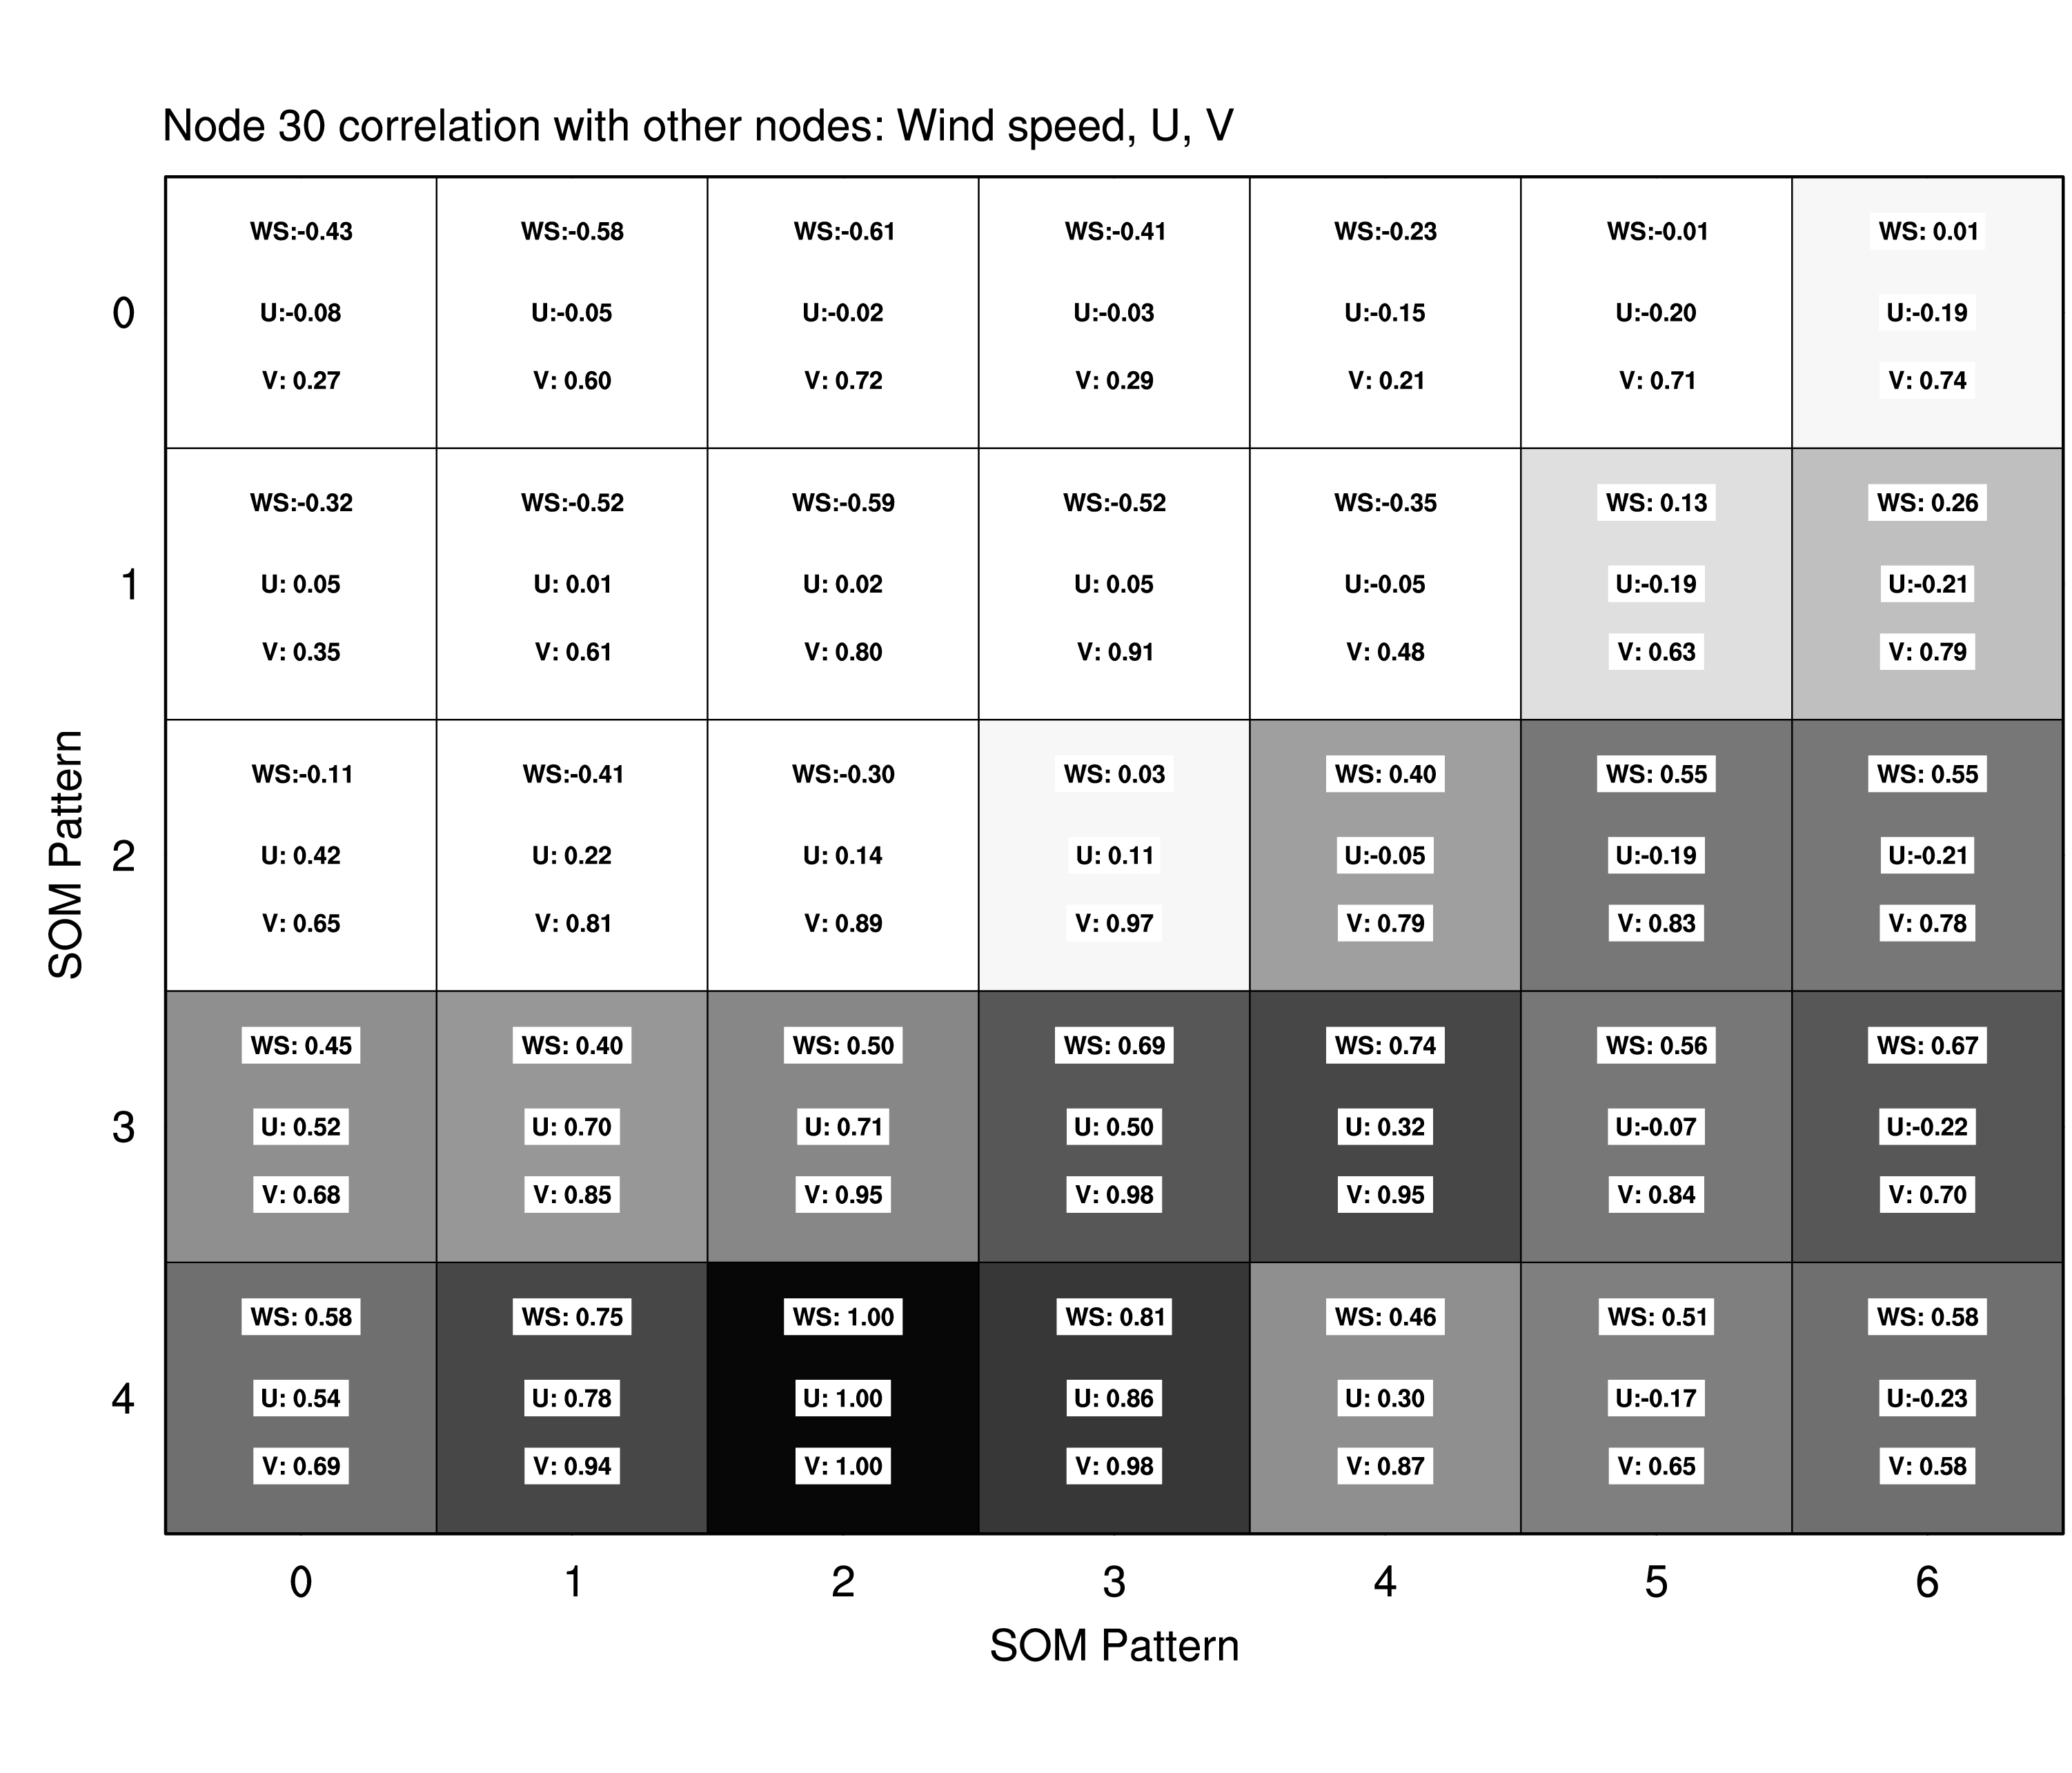 Node 30 correlation with other nodes: Wind speed, U, V
WS:-0.43 WS:-0.58 WS:-0.61 WS:-0.41 WS:-0.23 WS:-0.01 WS: 0.01
0 U:-0.08 U:-0.05 U:-0.02 U:-0.03 U:-0.15 U:-0.20 U:-0.19
V: 0.27 V: 0.60 V: 0.72 V: 0.29 V: 0.21 V: 0.71 V: 0.74
WS:-0.32 WS:-0.52 WS:-0.59 WS:-0.52 WS:-0.35 WS: 0.13 WS: 0.26
1 U: 0.05 U: 0.01 U: 0.02 U: 0.05 U:-0.05 U:-0.19 U:-0.21
V: 0.35 V: 0.61 V: 0.80 V: 0.91 V: 0.48 V: 0.63 V: 0.79
SOM Pattern
WS:-0.11 WS:-0.41 WS:-0.30 WS: 0.03 WS: 0.40 WS: 0.55 WS: 0.55
2 U: 0.42 U: 0.22 U: 0.14 U: 0.11 U:-0.05 U:-0.19 U:-0.21
V: 0.65 V: 0.81 V: 0.89 V: 0.97 V: 0.79 V: 0.83 V: 0.78
WS: 0.45 WS: 0.40 WS: 0.50 WS: 0.69 WS: 0.74 WS: 0.56 WS: 0.67
3 U: 0.52 U: 0.70 U: 0.71 U: 0.50 U: 0.32 U:-0.07 U:-0.22
V: 0.68 V: 0.85 V: 0.95 V: 0.98 V: 0.95 V: 0.84 V: 0.70
WS: 0.58 WS: 0.75 WS: 1.00 WS: 0.81 WS: 0.46 WS: 0.51 WS: 0.58
4 U: 0.54 U: 0.78 U: 1.00 U: 0.86 U: 0.30 U:-0.17 U:-0.23
V: 0.69 V: 0.94 V: 1.00 V: 0.98 V: 0.87 V: 0.65 V: 0.58
0 1 2 3 4 5 6
SOM Pattern